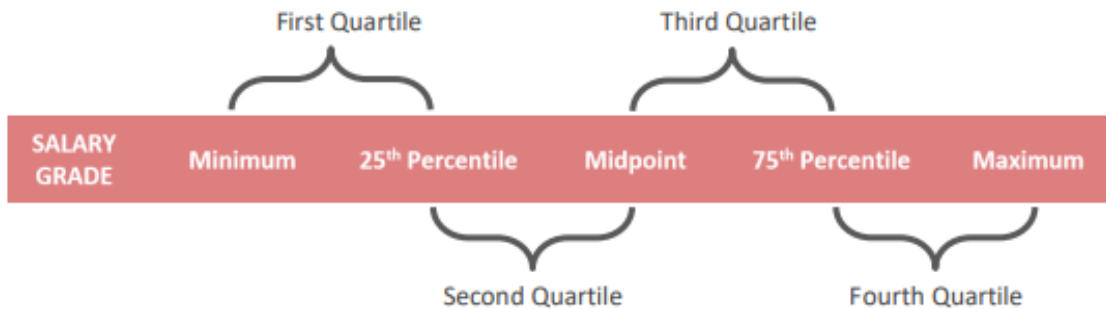 First Quartile Third Quartile
SALARY
GRADE
Minimum 25th Percentile Midpoint 75th Percentile Maximum
Second Quartile Fourth Quartile